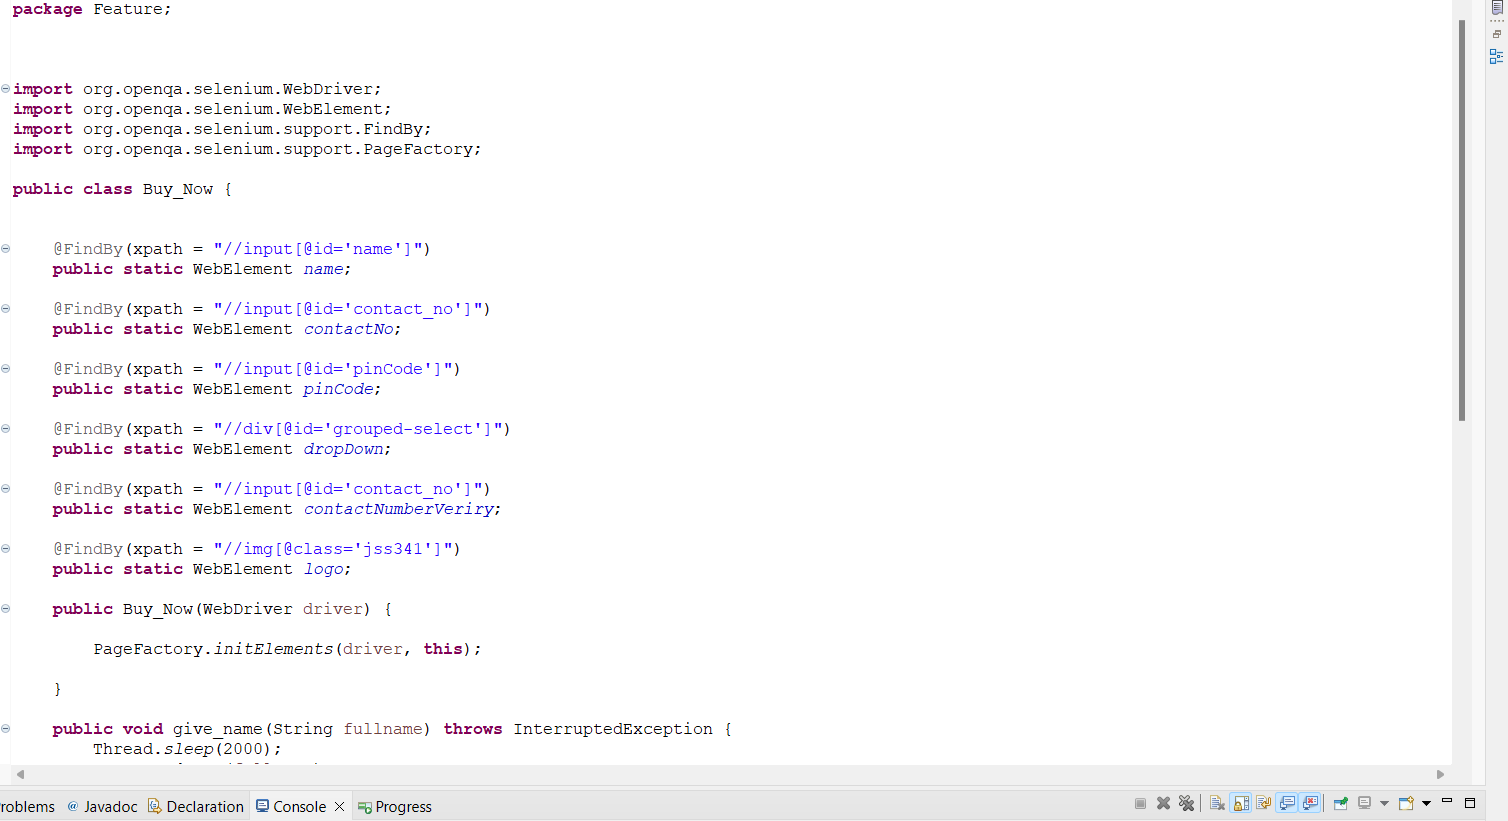 package Feature;
import org.openqa.selenium.WebDriver;
import org.openqa.selenium.WebElement;
import org.openqa.selenium.support.FindBy;
import org.openqa.selenium.support.PageFactory;
public class Buy_Now {
@FindBy(xpath = "//input[@id='name']")
public static WebElement name;
@FindBy(xpath = "//input[@id='contact_no']")
public static WebElement contactNo;
@FindBy(xpath = "//input[@id='pinCode']")
public static WebElement pinCode;
@FindBy(xpath = "//div[@id='grouped-select']")
public static WebElement dropDown;
@FindBy(xpath = "//input[@id='contact_no']")
public static WebElement contactNumberVeriry;
@FindBy(xpath = "//img[@class='jss341']")
public static WebElement logo;
public Buy_Now(WebDriver driver) {
PageFactory.initElements(driver, this);
}
public void give_name(String fullname) throws InterruptedException {
Thread.sleep(2000);
roblems @ Javadoc Declaration Console Progress